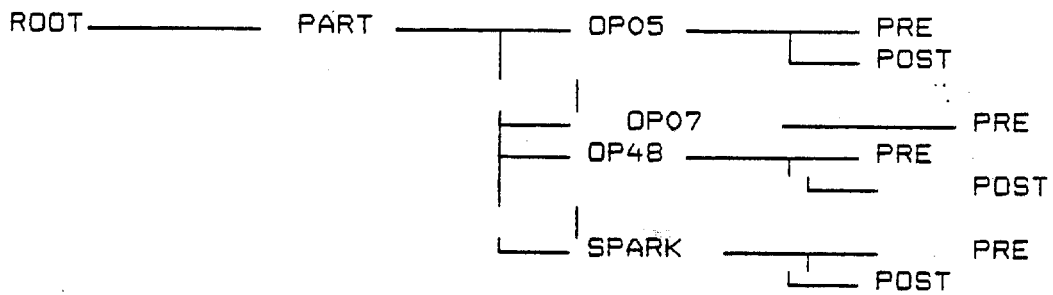 ROOT PART OP05 PRE
POST
OP07 PRE
OP48 PRE
POST
SPARK PRE
POST